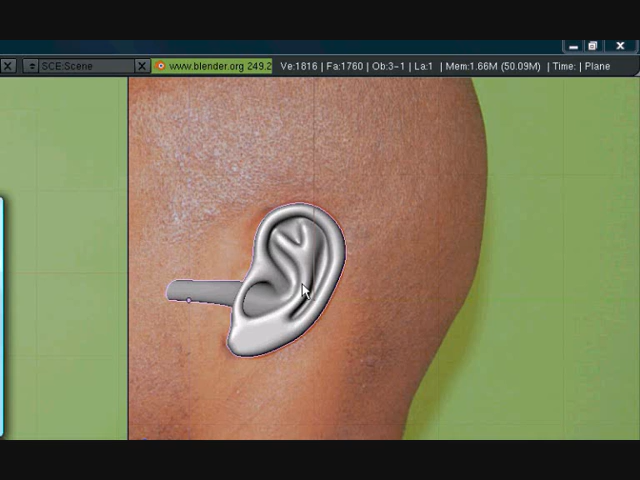 SCE:Scene www.blender.org 249.2 Ve:1816 | Fa:1760 | Ob:3-1 | La:1 | Mem:1.66M (50.09M) | Time: | Plane